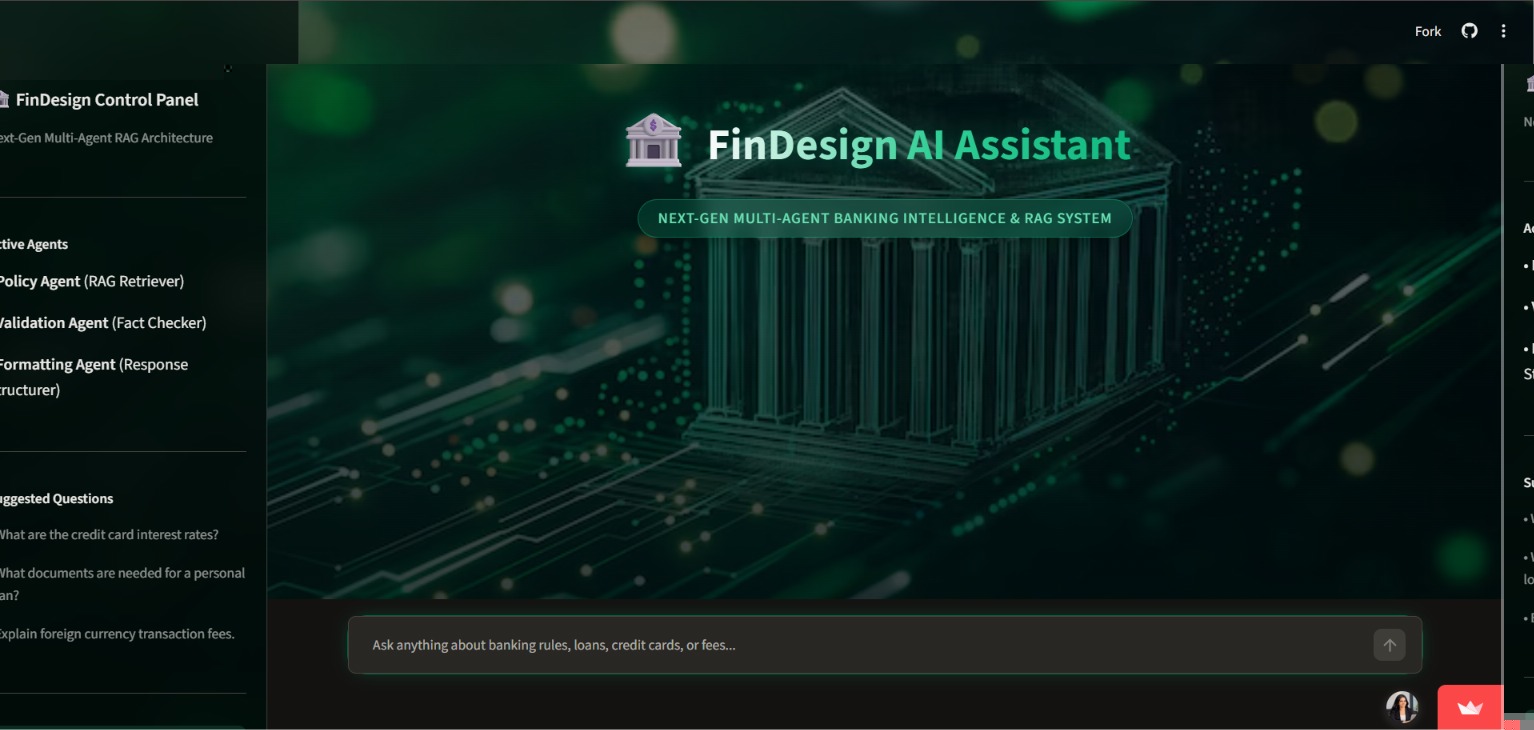 Fork
FinDesign Control Panel
ext-Gen Multi-Agent RAG Architecture
ctive Agents
Policy Agent (RAG Retriever)
Validation Agent (Fact Checker)
Formatting Agent (Response
tructurer)
uggested Questions
What are the credit card interest rates?
What documents are needed for a personal
an?
Explain foreign currency transaction fees.
FinDesign AI Assistant
NEXT-GEN MULTI-AGENT BANKING INTELLIGENCE & RAG SYSTEM
Ask anything about banking rules, loans, credit cards, or fees...